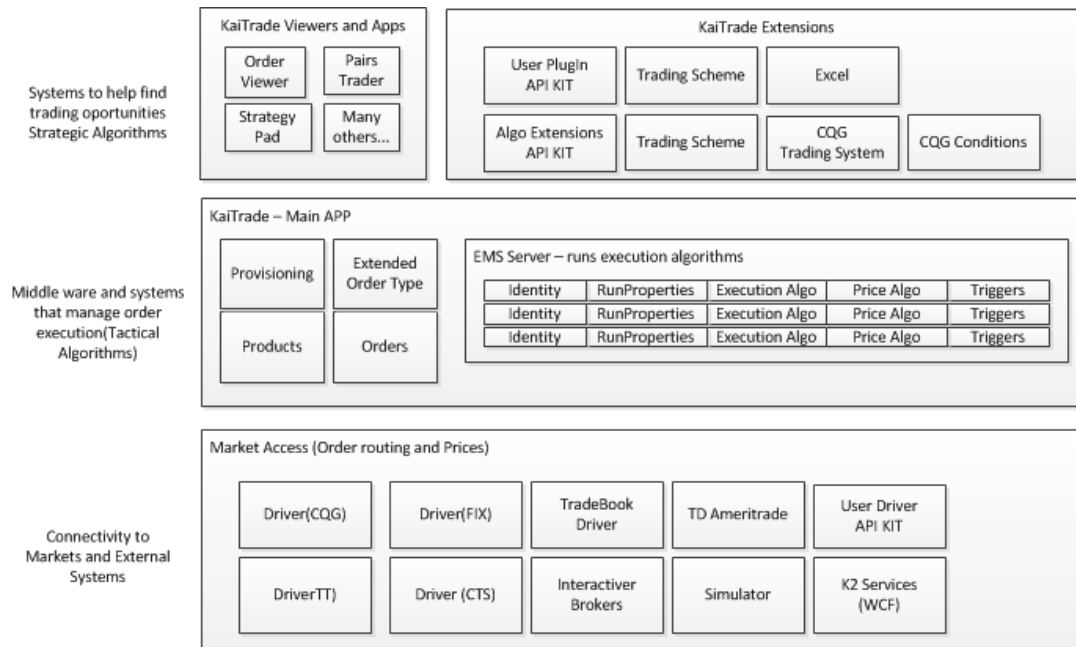 KaiTrade Viewers and Apps
Order
Viewer
Pairs
Trader
Strategy
Pad
Many
others...
KaiTrade Extensions
User PlugIn
API KIT
Trading Scheme
Excel
Algo Extensions
API KIT
Trading Scheme
CQG
Trading System
CQG Conditions
Systems to help find
trading oportunities
Strategic Algorithms
KaiTrade – Main APP
Provisioning
Extended
Order Type
Products
Orders
EMS Server – runs execution algorithms
Identity RunProperties Execution Algo Price Algo Triggers
Identity RunProperties Execution Algo Price Algo Triggers
Identity RunProperties Execution Algo Price Algo Triggers
Middle ware and systems
that manage order
execution(Tactical
Algorithms)
Market Access (Order routing and Prices)
Driver(CQG)
Driver(FIX)
TradeBook
Driver
TD Ameritrade
User Driver
API KIT
DriverTT)
Driver (CTS)
Interactiver
Brokers
Simulator
K2 Services
(WCF)
Connectivity to
Markets and External
Systems